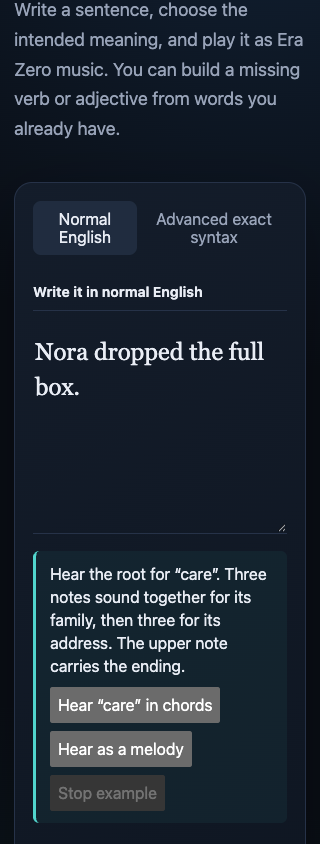 Write a sentence, choose the
intended meaning, and play it as Era
Zero music. You can build a missing
verb or adjective from words you
already have.
Normal
English
Advanced exact
syntax
Write it in normal English
Nora dropped the full
box.
Hear the root for “care”. Three
notes sound together for its
family, then three for its
address. The upper note
carries the ending.
Hear “care” in chords
Hear as a melody
Stop example